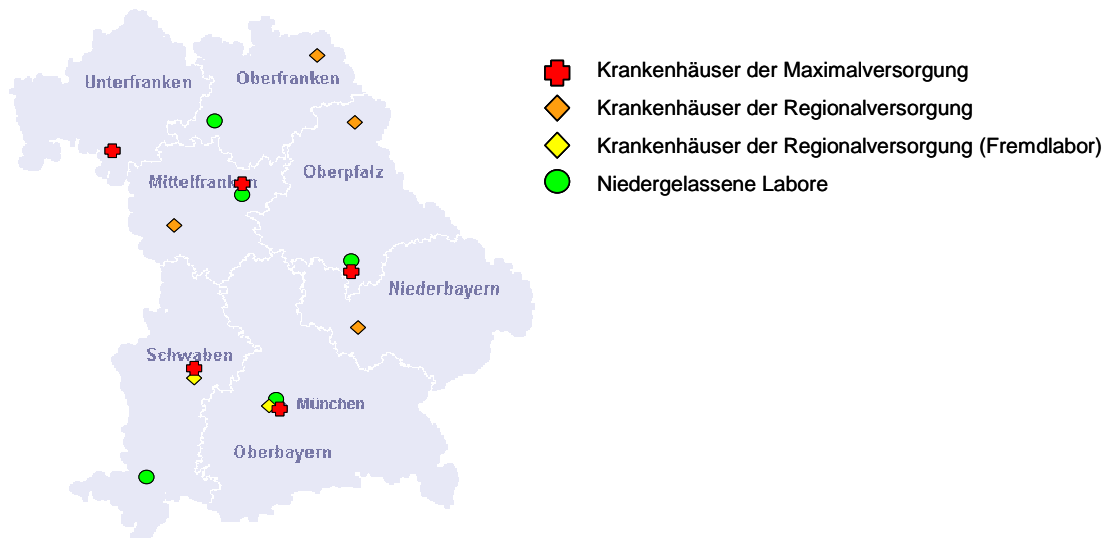 Unterfranken
Oberfranken
Mittelfranken
Oberpfalz
Niederbayern
Schwaben
München
Oberbayern
Krankenhäuser der Maximalversorgung
Krankenhäuser der Regionalversorgung
Krankenhäuser der Regionalversorgung (Fremdlabor)
Niedergelassene Labore